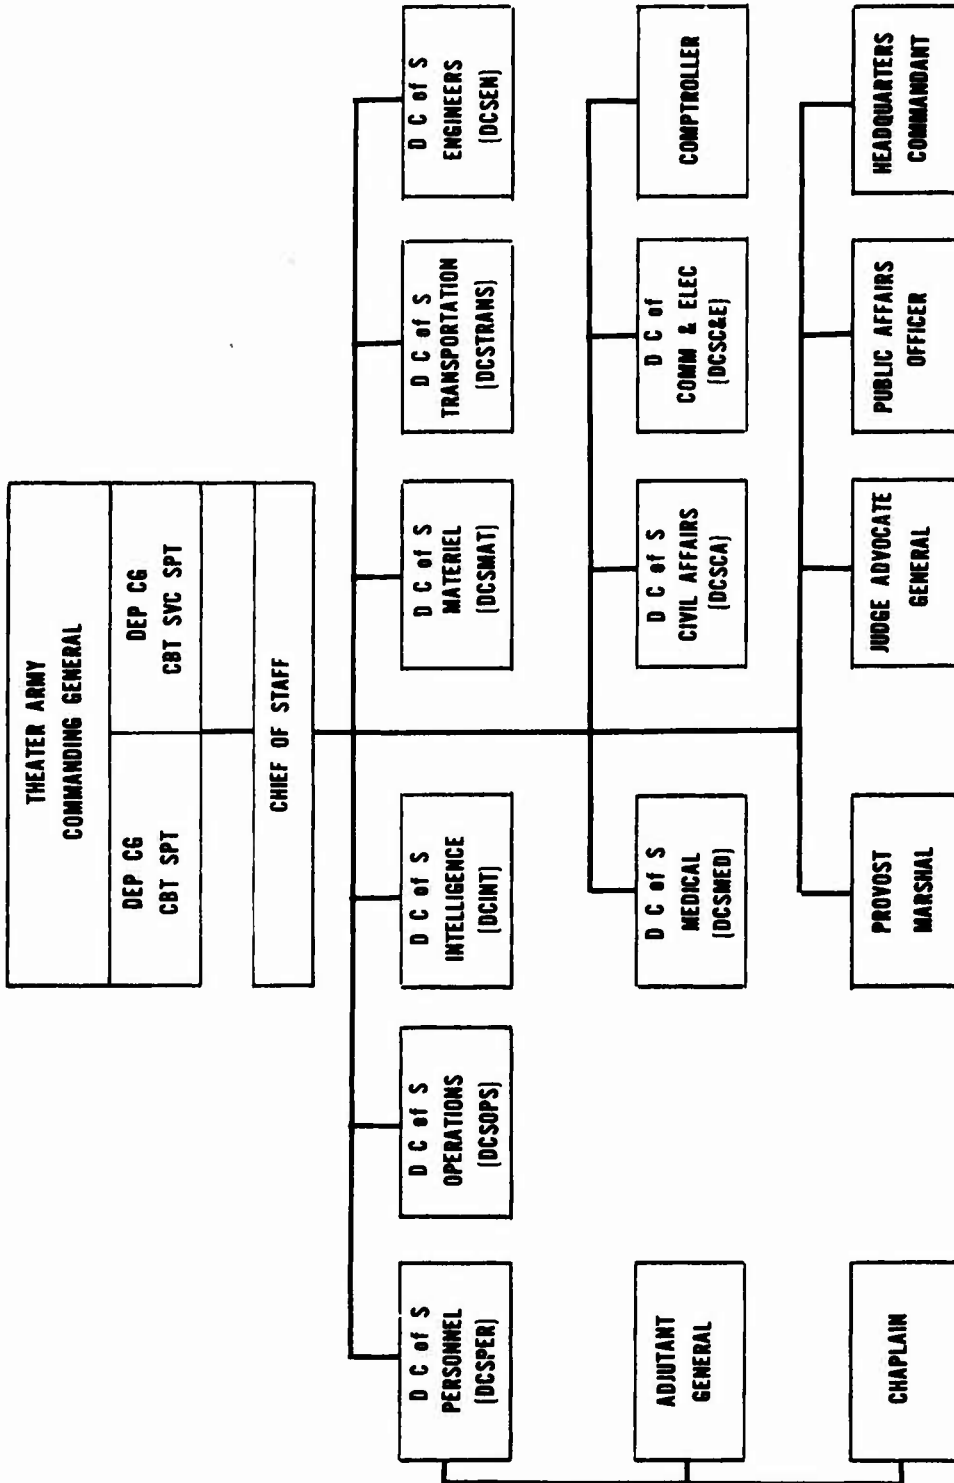 THEATER ARMY
COMMANDING GENERAL
DEP CG
CBT SPT
DEP CG
CBT SVC SPT
CHIEF OF STAFF
D C of S
PERSONNEL
(DCSPER)
D C of S
OPERATIONS
(DCSOPS)
D C of S
INTELLIGENCE
(DCINT)
D C of S
MATERIEL
(DCSMAT)
D C of S
TRANSPORTATION
(DCSTRANS)
D C of S
ENGINEERS
(DCSEN)
ADJUTANT
GENERAL
D C of S
MEDICAL
(DCSMED)
D C of S
CIVIL AFFAIRS
(DCSCA)
D C of
COMM & ELEC
(DCSC&E)
COMPTROLLER
CHAPLAIN
PROVOST
MARSHAL
JUDGE ADVOCATE
GENERAL
PUBLIC AFFAIRS
OFFICER
HEADQUARTERS
COMMANDANT